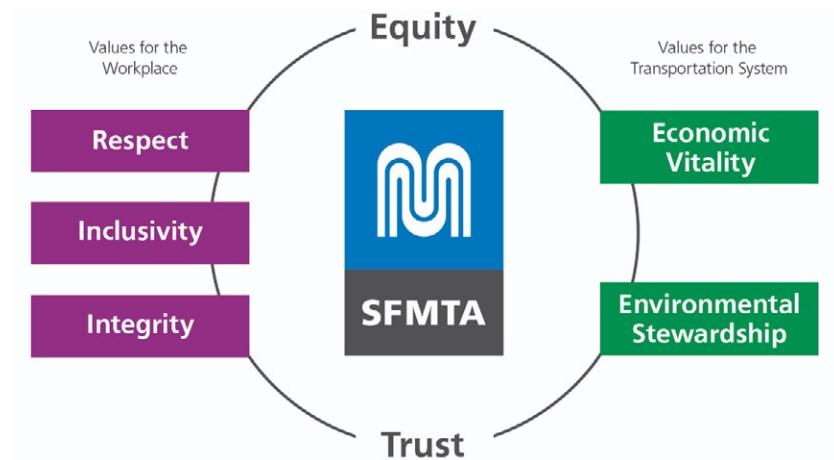 Equity
Values for the
Workplace
Respect
Inclusivity
Integrity
SFMTA
Values for the
Transportation System
Economic
Vitality
Environmental
Stewardship
Trust